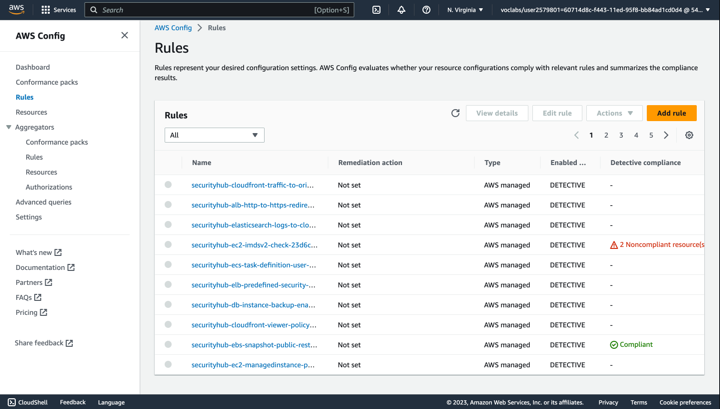 aws
Services
Search
[Option+S]
N. Virginia
voclabs/user2579801=60714d8c-f443-11ed-95f8-bb84ad1cd0d4 @ 54...
AWS Config
Dashboard
Conformance packs
Rules
Resources
Aggregators
Conformance packs
Rules
Resources
Authorizations
Advanced queries
Settings
What's new
Documentation
Partners
FAQs
Pricing
Share feedback
AWS Config > Rules
Rules
Rules represent your desired configuration settings. AWS Config evaluates whether your resource configurations comply with relevant rules and summarizes the compliance
results.
Rules
View details
Edit rule
Actions
Add rule
All
1 2 3 4 5
Name Remediation action Type Enabled ... Detective compliance
securityhub-cloudfront-traffic-to-ori... Not set AWS managed DETECTIVE -
securityhub-alb-http-to-https-redire... Not set AWS managed DETECTIVE -
securityhub-elasticsearch-logs-to-clo... Not set AWS managed DETECTIVE -
securityhub-ec2-imdsv2-check-23d6c... Not set AWS managed DETECTIVE 2 Noncompliant resource(s
securityhub-ecs-task-definition-user-... Not set AWS managed DETECTIVE -
securityhub-elb-predefined-security-... Not set AWS managed DETECTIVE -
securityhub-db-instance-backup-ena... Not set AWS managed DETECTIVE -
securityhub-cloudfront-viewer-policy... Not set AWS managed DETECTIVE -
securityhub-ebs-snapshot-public-rest... Not set AWS managed DETECTIVE Compliant
securityhub-ec2-managedinstance-p... Not set AWS managed DETECTIVE -
CloudShell Feedback Language © 2023, Amazon Web Services, Inc. or its affiliates. Privacy Terms Cookie preferences